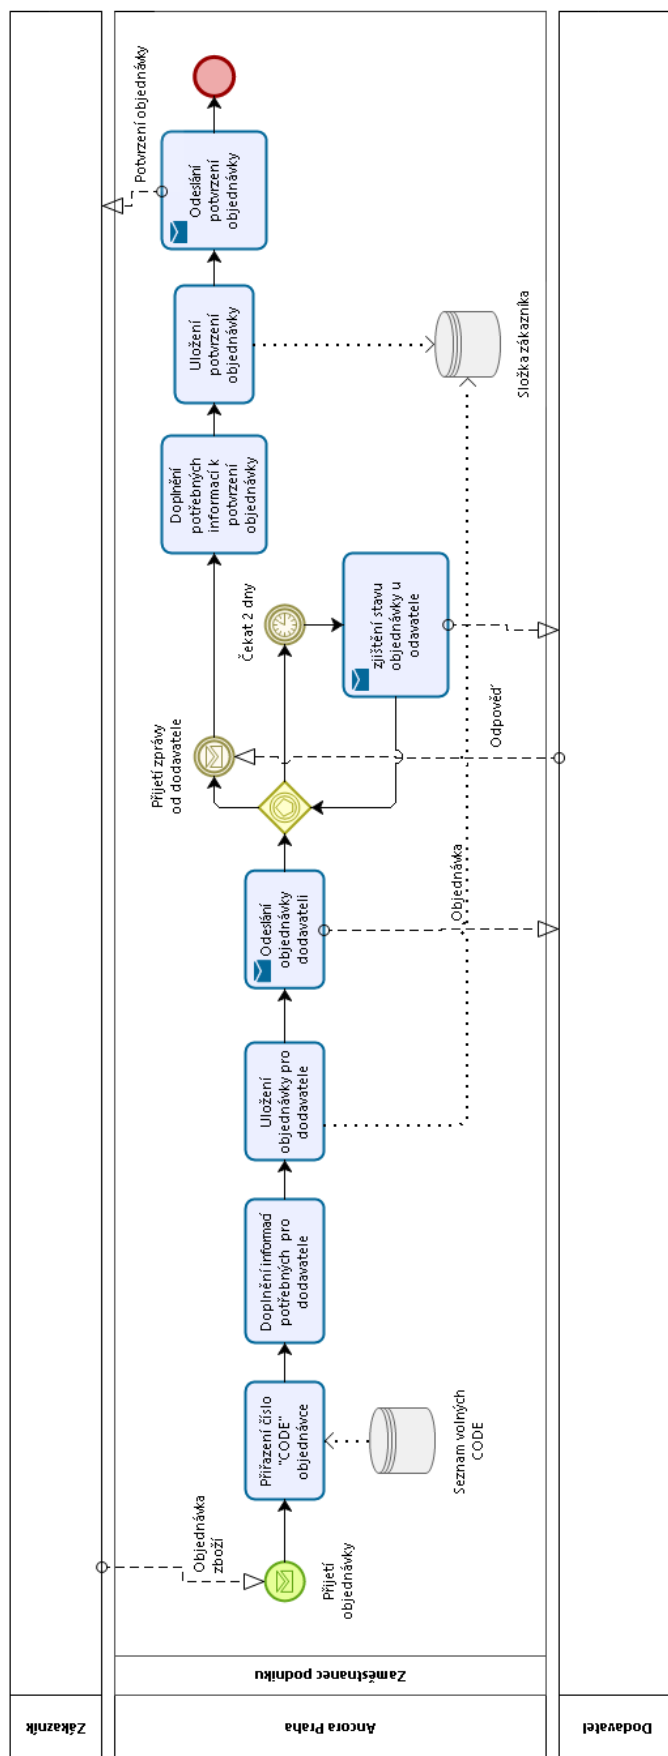 Zákazník
Ancora Praha
Zaměstnanec podniku
Dodavatel
Objednávka
zboží
Přijetí
objednávky
Přiřazení číslo
"CODE"
objednávce
Seznam volných
CODE
Doplnění informací
potřebných pro
dodavatele
Uložení
objednávky pro
dodavatele
Odeslání
objednávky
dodavateli
Objednávka
Přijetí zprávy
od dodavatele
Odpověď
Čekat 2 dny
zjištění stavu
objednávky u
odavatele
Doplnění
potřebných
informací k
potvrzení
objednávky
Uložení
potvrzení
objednávky
Složka zákazníka
Odeslání
potvrzení
objednávky
Potvrzení objednávky